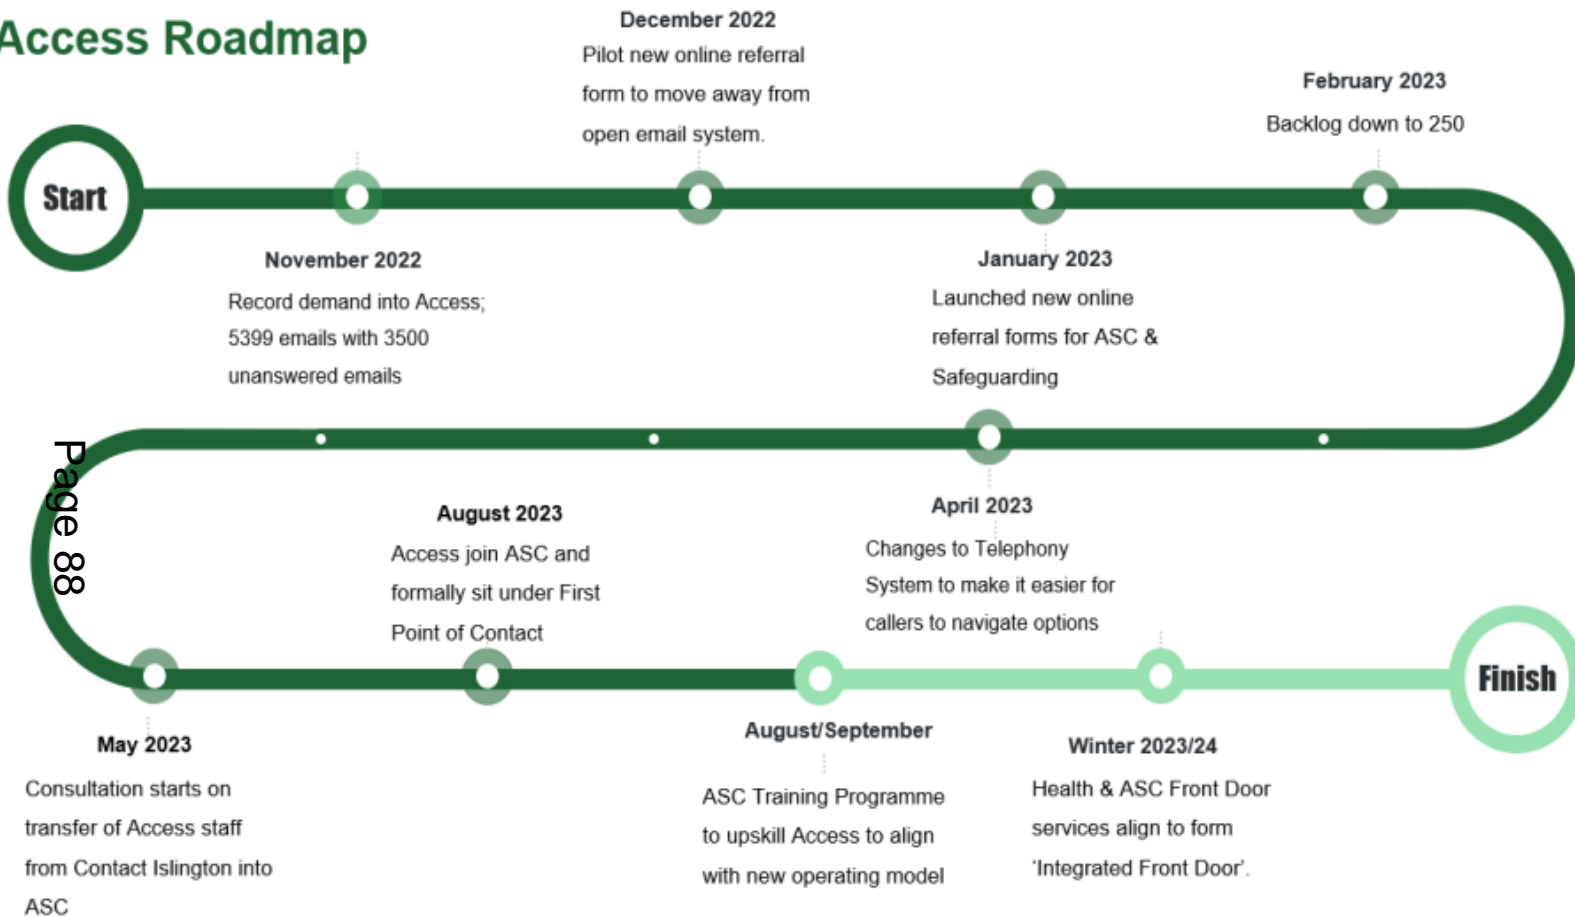 Access Roadmap
Start
November 2022
Record demand into Access;
5399 emails with 3500
unanswered emails
December 2022
Pilot new online referral
form to move away from
open email system.
January 2023
Launched new online
referral forms for ASC &
Safeguarding
February 2023
Backlog down to 250
April 2023
Changes to Telephony
System to make it easier for
callers to navigate options
May 2023
Consultation starts on
transfer of Access staff
from Contact Islington into
ASC
August 2023
Access join ASC and
formally sit under First
Point of Contact
August/September
ASC Training Programme
to upskill Access to align
with new operating model
Winter 2023/24
Health & ASC Front Door
services align to form
‘Integrated Front Door’.
Finish
Page 88